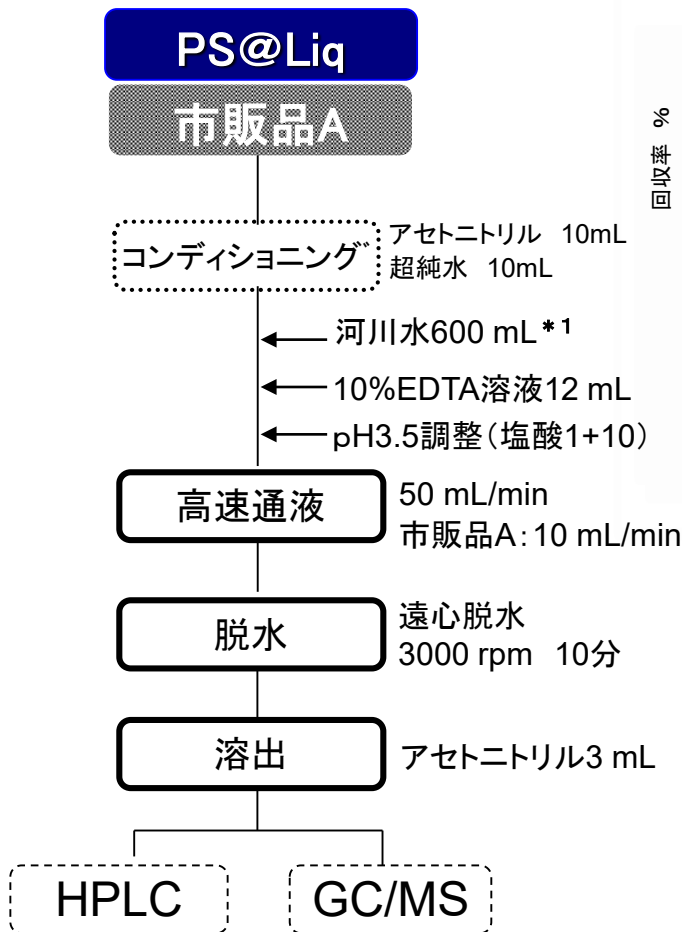 PS@Liq
市販品A
コンディショニング
アセトニトリル 10mL
超純水 10mL
河川水600 mL*1
10%EDTA溶液12 mL
pH3.5調整(塩酸1+10)
高速通液
50 mL/min
市販品A:10 mL/min
脱水
遠心脱水
3000 rpm 10分
溶出
アセトニトリル3 mL
HPLC
GC/MS
回収率 %